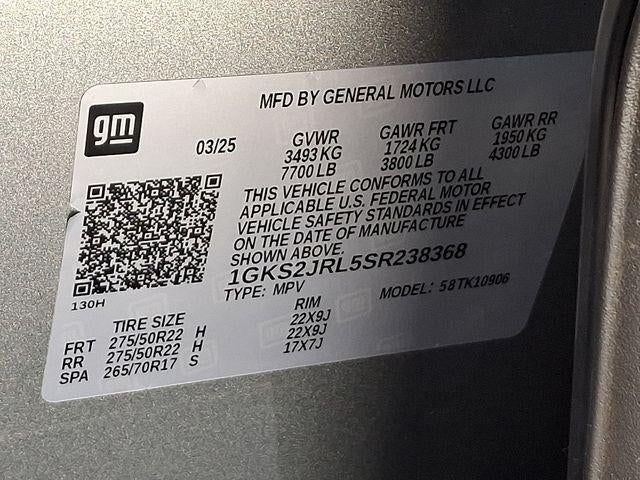 gm
MFD BY GENERAL MOTORS LLC
03/25
GVWR
3493 KG
7700 LB
GAWR FRT
1724 KG
3800 LB
GAWR RR
1950 KG
4300 LB
THIS VEHICLE CONFORMS TO ALL
APPLICABLE U.S. FEDERAL MOTOR
VEHICLE SAFETY STANDARDS IN EFFECT
ON THE DATE OF MANUFACTURE
SHOWN ABOVE.
1GKS2JRL5SR238368
TYPE: MPV MODEL: 58TK10906
130H
TIRE SIZE RIM
FRT 275/50R22 H 22X9J
RR 275/50R22 H 22X9J
SPA 265/70R17 S 17X7J